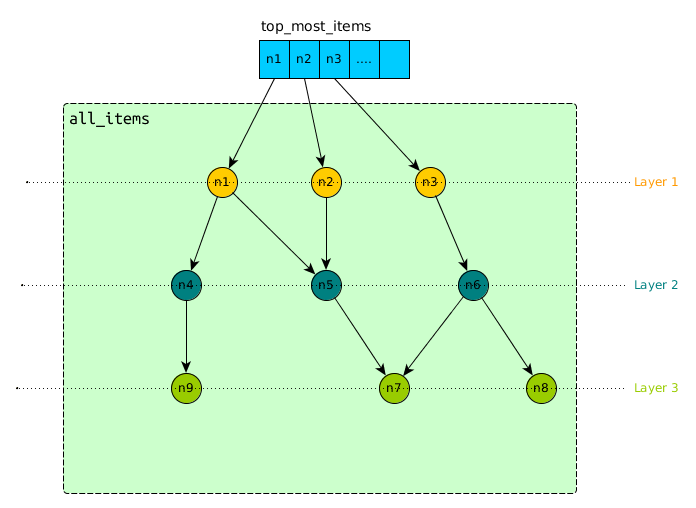 top_most_items
n1 n2 n3 ....
all_items
n1 n2 n3 Layer 1
n4 n5 n6 Layer 2
n9 n7 n8 Layer 3